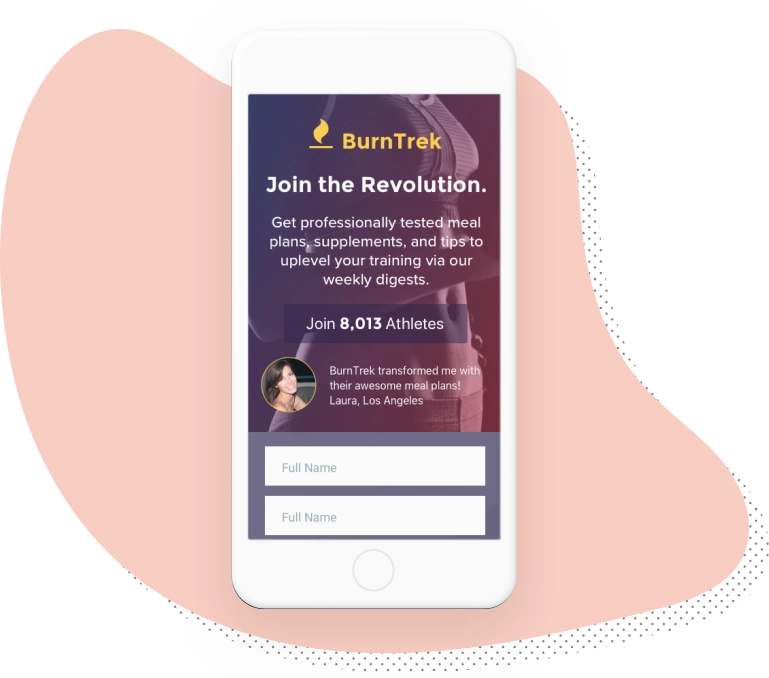 BurnTrek
Join the Revolution.
Get professionally tested meal
plans, supplements, and tips to
uplevel your training via our
weekly digests.
Join 8,013 Athletes
BurnTrek transformed me with
their awesome meal plans!
Laura, Los Angeles
Full Name
Full Name